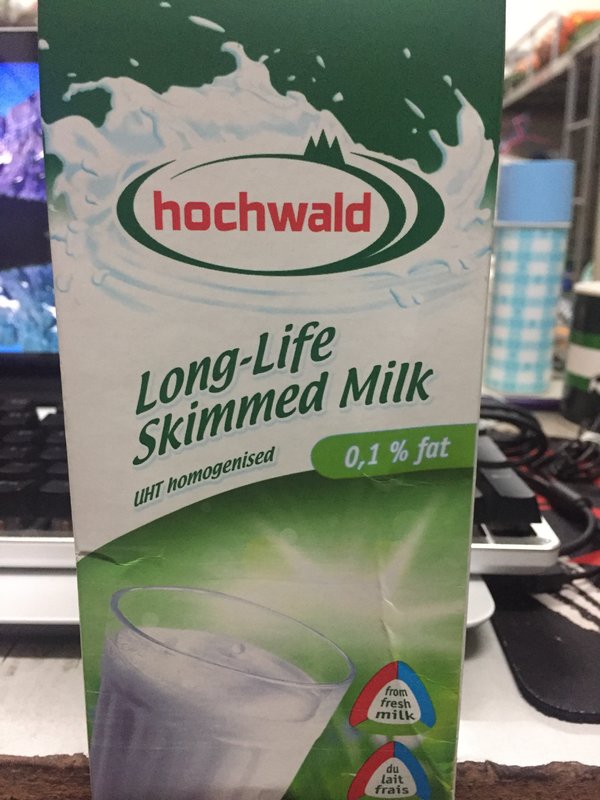 hochwald
Long-Life
Skimmed Milk
UHT homogenised
0,1 % fat
from
fresh
milk
du
lait
frais